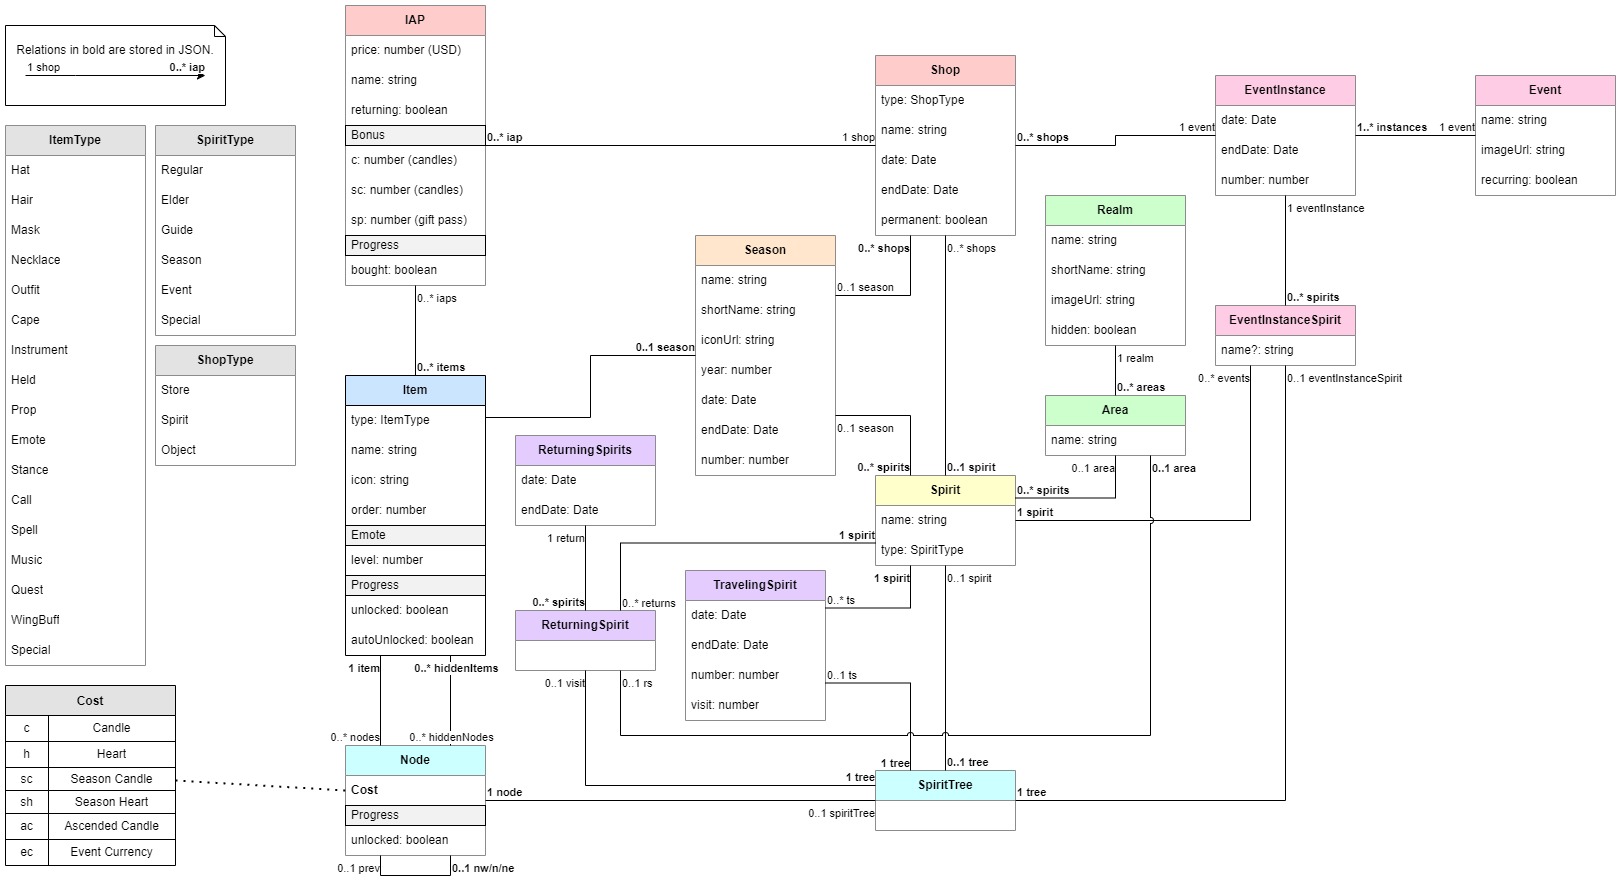 Relations in bold are stored in JSON.
1 shop
0..* iap
ItemType
Hat
Hair
Mask
Necklace
Outfit
Cape
Instrument
Held
Prop
Emote
Stance
Call
Spell
Music
Quest
WingBuff
Special
SpiritType
Regular
Elder
Guide
Season
Event
Special
ShopType
Store
Spirit
Object
Cost
c Candle
h Heart
sc Season Candle
sh Season Heart
ac Ascended Candle
ec Event Currency
IAP
price: number (USD)
name: string
returning: boolean
Bonus
c: number (candles)
sc: number (candles)
sp: number (gift pass)
Progress
bought: boolean
0..* iap
1 shop
0..* iaps
0..* items
Item
type: ItemType
name: string
icon: string
order: number
Emote
level: number
Progress
unlocked: boolean
autoUnlocked: boolean
1 item
0..* hiddenItems
0..* nodes
0..* hiddenNodes
Node
Cost
Progress
unlocked: boolean
0..1 prev
0..1 nw/n/ne
1 node
0..1 spiritTree
ReturningSpirits
date: Date
endDate: Date
1 return
0..* spirits
0..* returns
ReturningSpirit
0..1 visit
0..1 rs
Season
name: string
shortName: string
iconUrl: string
year: number
date: Date
endDate: Date
number: number
0..1 season
0..1 season
0..1 season
TravelingSpirit
date: Date
endDate: Date
number: number
visit: number
0..* ts
0..1 ts
Shop
type: ShopType
name: string
date: Date
endDate: Date
permanent: boolean
0..* shops
0..* shops
0..* shops
0..* spirits
0..1 spirit
Spirit
name: string
type: SpiritType
0..* spirits
1 spirit
1 spirit
1 spirit
0..1 spirit
1 tree
0..1 tree
1 tree
SpiritTree
1 tree
Realm
name: string
shortName: string
imageUrl: string
hidden: boolean
1 realm
0..* areas
Area
name: string
0..1 area
0..1 area
1 event
EventInstance
date: Date
endDate: Date
number: number
1..* instances
1 event
Event
name: string
imageUrl: string
recurring: boolean
1 eventInstance
0..* spirits
EventInstanceSpirit
name?: string
0..* events
0..1 eventInstanceSpirit